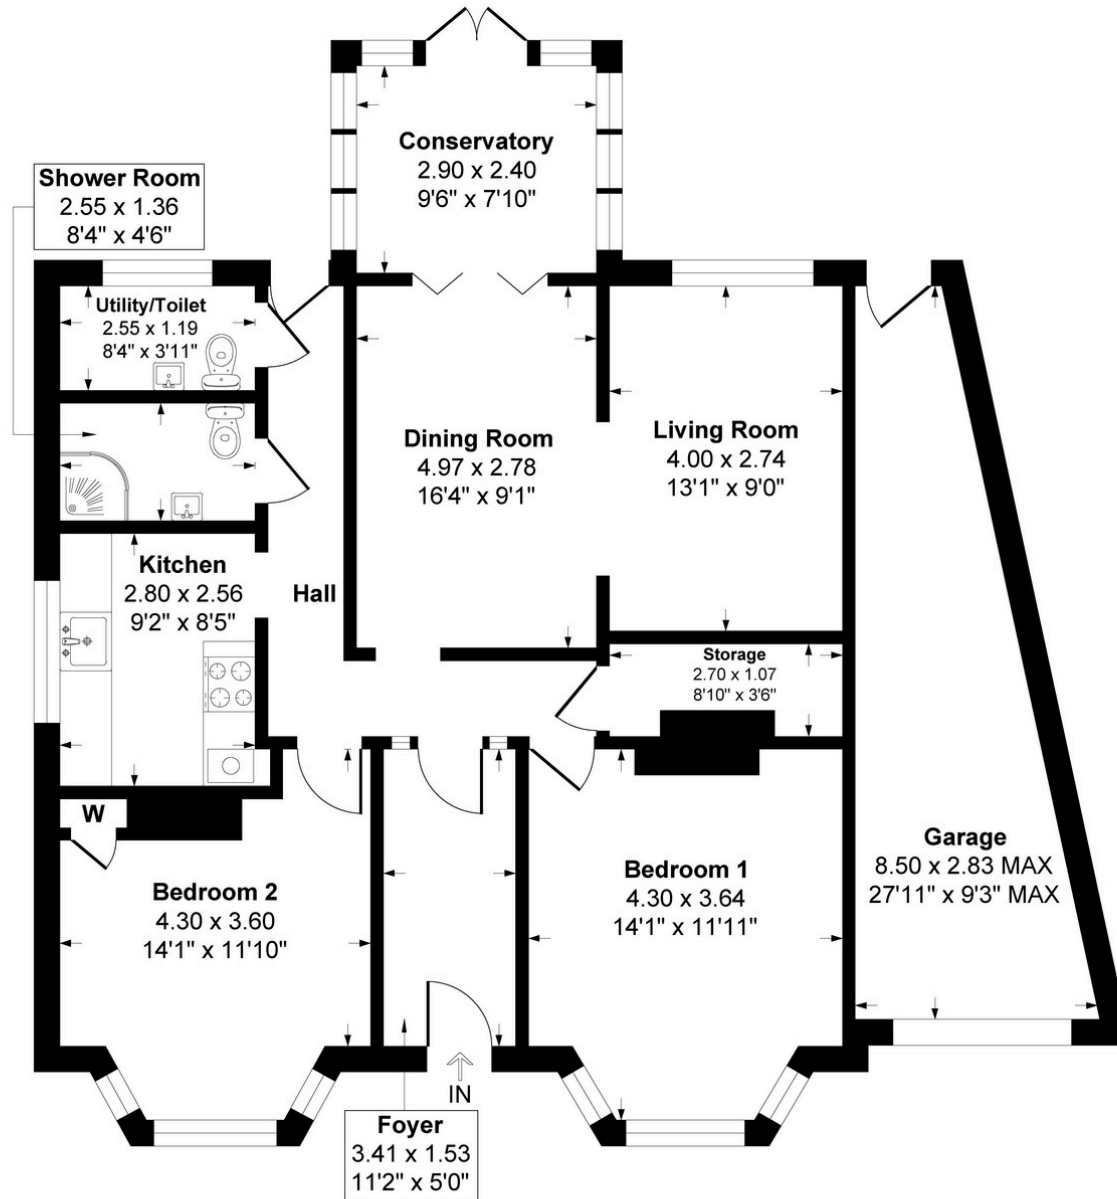 Conservatory
2.90 x 2.40
9'6" x 7'10"
Shower Room
2.55 x 1.36
8'4" x 4'6"
Utility/Toilet
2.55 x 1.19
8'4" x 3'11"
Dining Room
4.97 x 2.78
16'4" x 9'1"
Living Room
4.00 x 2.74
13'1" x 9'0"
Kitchen
2.80 x 2.56
9'2" x 8'5"
Hall
Storage
2.70 x 1.07
8'10" x 3'6"
W
Bedroom 2
4.30 x 3.60
14'1" x 11'10"
Bedroom 1
4.30 x 3.64
14'1" x 11'11"
Garage
8.50 x 2.83 MAX
27'11" x 9'3" MAX
IN
Foyer
3.41 x 1.53
11'2" x 5'0"